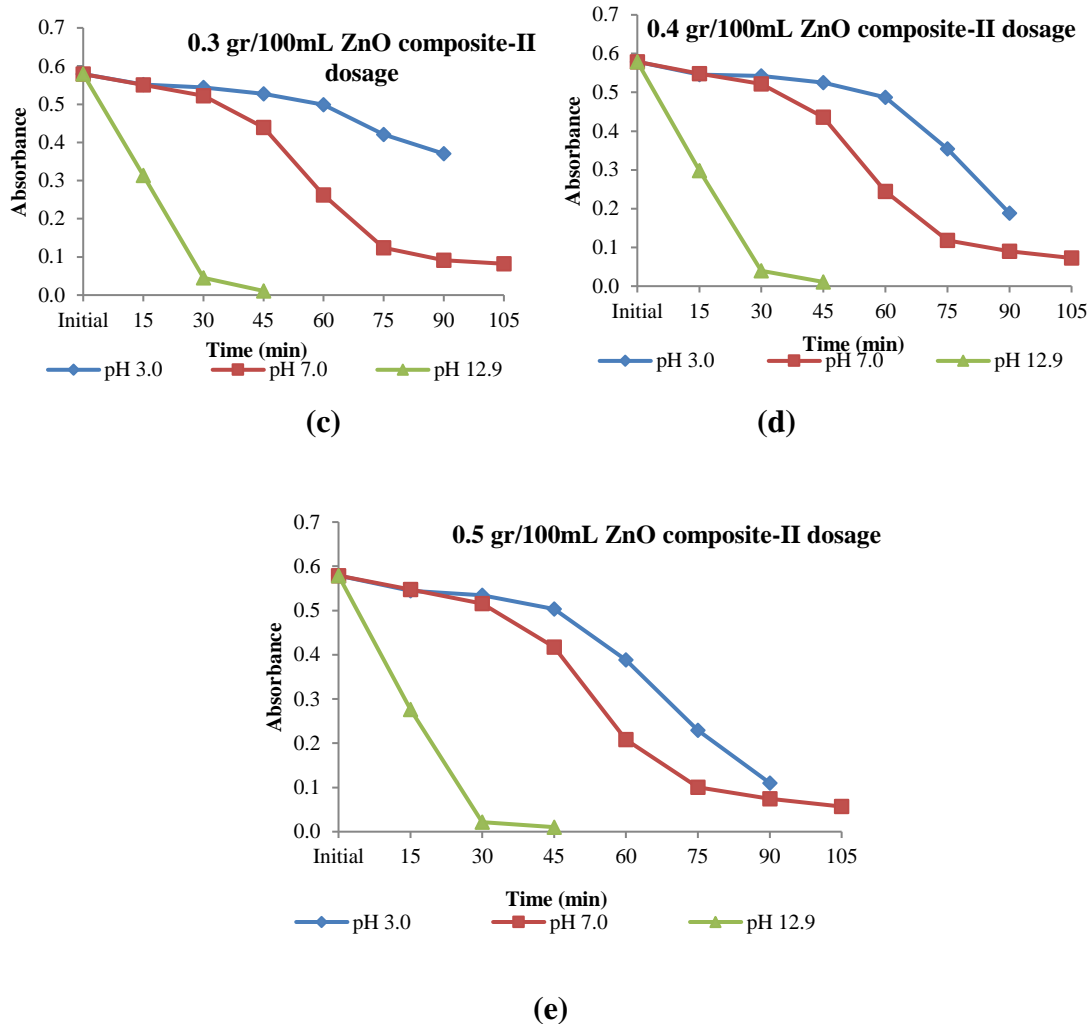 0.3 gr/100mL ZnO composite-II
dosage
Absorbance
0.7
0.6
0.5
0.4
0.3
0.2
0.1
0.0
Initial 15 30 45 60 75 90 105
Time (min)
pH 3.0 pH 7.0 pH 12.9
(c)
0.4 gr/100mL ZnO composite-II dosage
Absorbance
0.7
0.6
0.5
0.4
0.3
0.2
0.1
0.0
Initial 15 30 45 60 75 90 105
Time (min)
pH 3.0 pH 7.0 pH 12.9
(d)
0.5 gr/100mL ZnO composite-II dosage
Absorbance
0.7
0.6
0.5
0.4
0.3
0.2
0.1
0.0
Initial 15 30 45 60 75 90 105
Time (min)
pH 3.0 pH 7.0 pH 12.9
(e)